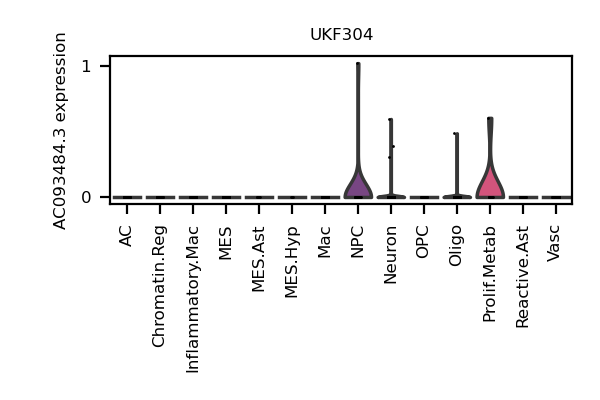 UKF304
AC093484.3 expression
1
0
AC
Chromatin.Reg
Inflammatory.Mac
MES
MES.Ast
MES.Hyp
Mac
NPC
Neuron
OPC
Oligo
Prolif.Metab
Reactive.Ast
Vasc